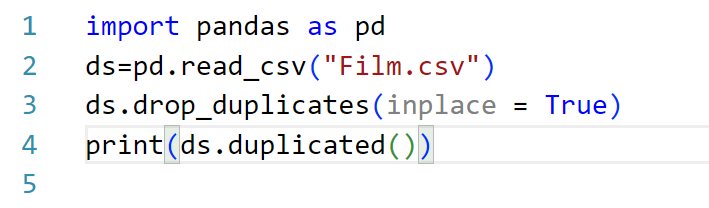 1 import pandas as pd
2 ds=pd.read_csv("Film.csv")
3 ds.drop_duplicates(inplace = True)
4 print(ds.duplicated())
5